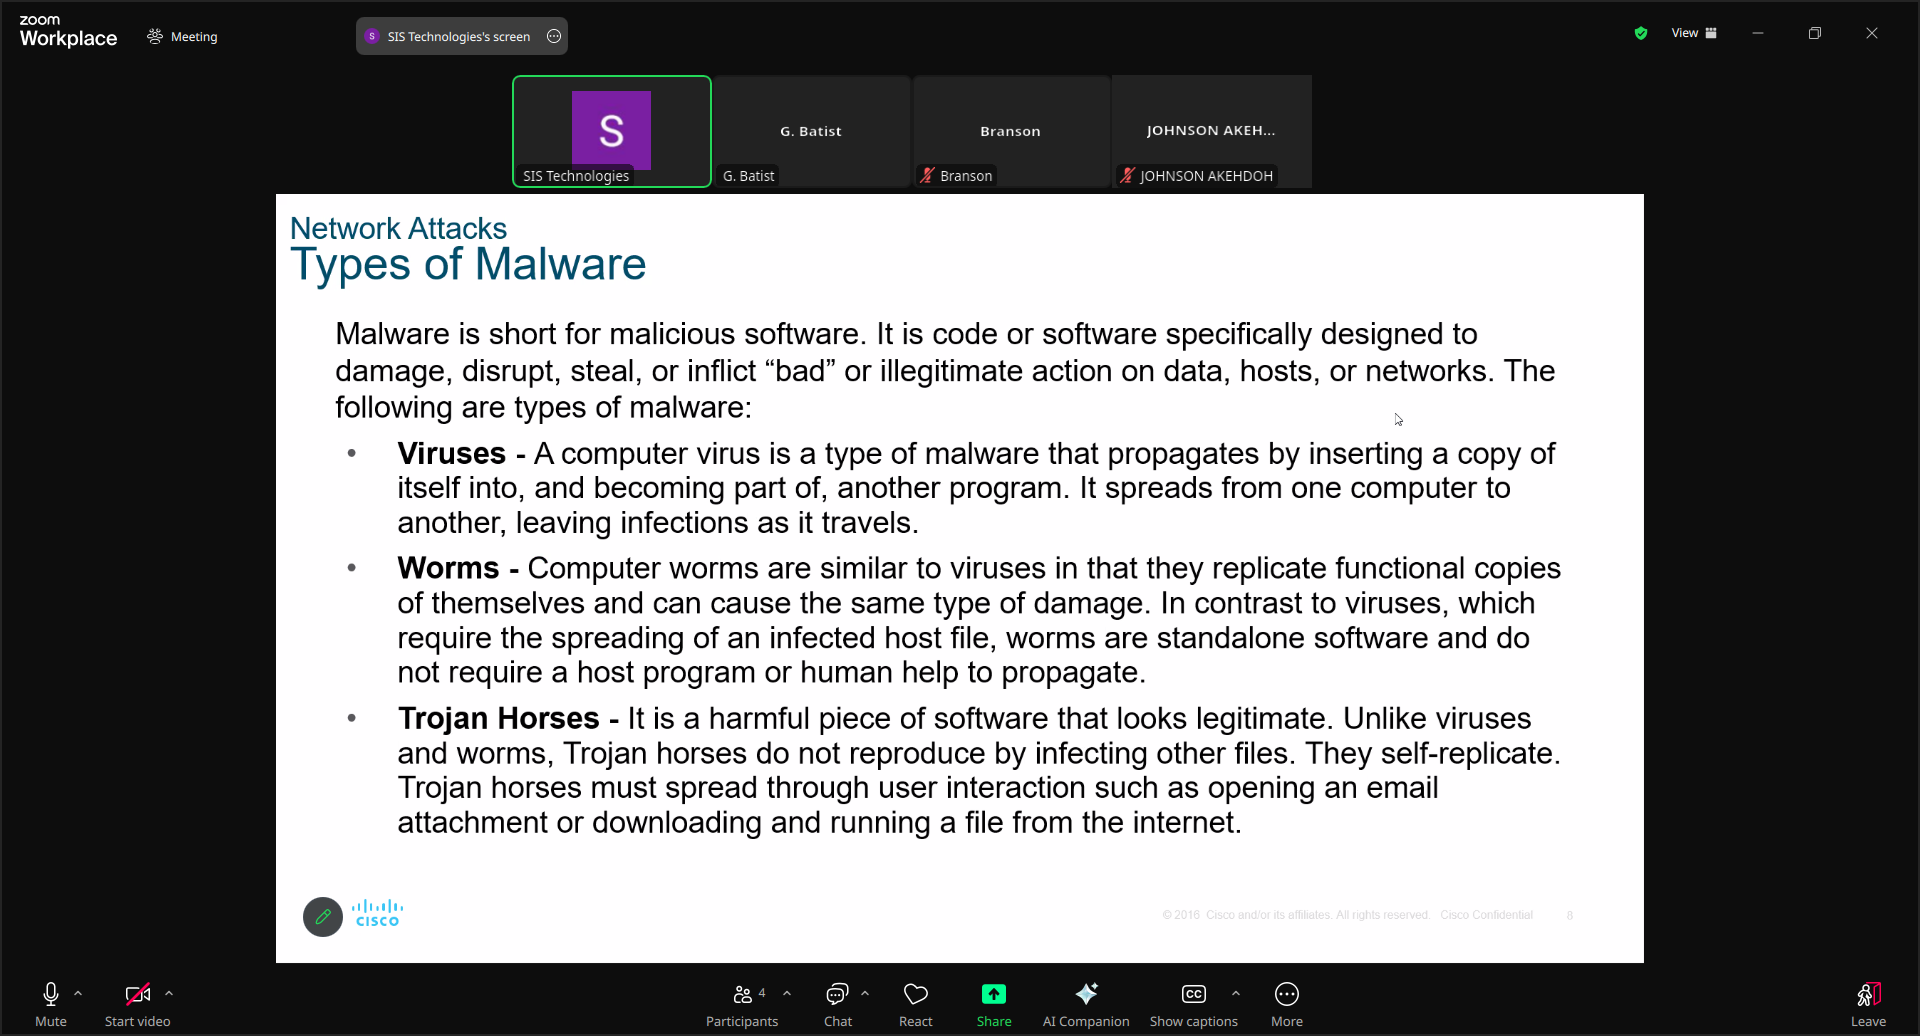 zoom
Workplace
Meeting
S SIS Technologies's screen
View
S
SIS Technologies
G. Batist
G. Batist
Branson
Branson
JOHNSON AKEH...
JOHNSON AKEHDOH
Network Attacks
Types of Malware
Malware is short for malicious software. It is code or software specifically designed to
damage, disrupt, steal, or inflict “bad” or illegitimate action on data, hosts, or networks. The
following are types of malware:
• Viruses - A computer virus is a type of malware that propagates by inserting a copy of
itself into, and becoming part of, another program. It spreads from one computer to
another, leaving infections as it travels.
• Worms - Computer worms are similar to viruses in that they replicate functional copies
of themselves and can cause the same type of damage. In contrast to viruses, which
require the spreading of an infected host file, worms are standalone software and do
not require a host program or human help to propagate.
• Trojan Horses - It is a harmful piece of software that looks legitimate. Unlike viruses
and worms, Trojan horses do not reproduce by infecting other files. They self-replicate.
Trojan horses must spread through user interaction such as opening an email
attachment or downloading and running a file from the internet.
CISCO
© 2016 Cisco and/or its affiliates. All rights reserved. Cisco Confidential 8
Mute
Start video
4
Participants
Chat
React
Share
AI Companion
CC
Show captions
More
Leave